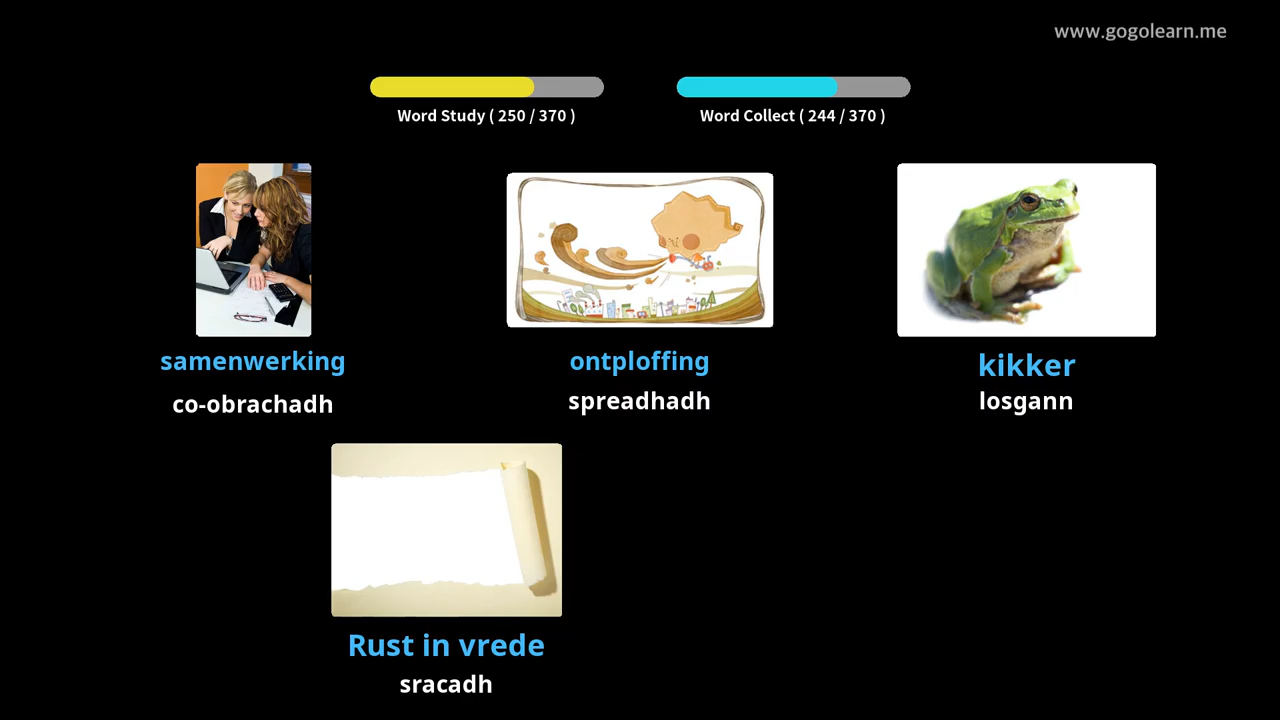 www.gogolearn.me
Word Study ( 250 / 370 )
Word Collect ( 244 / 370 )
samenwerking
co-obrachadh
ontploffing
spreadhadh
kikker
losgann
Rust in vrede
sracadh